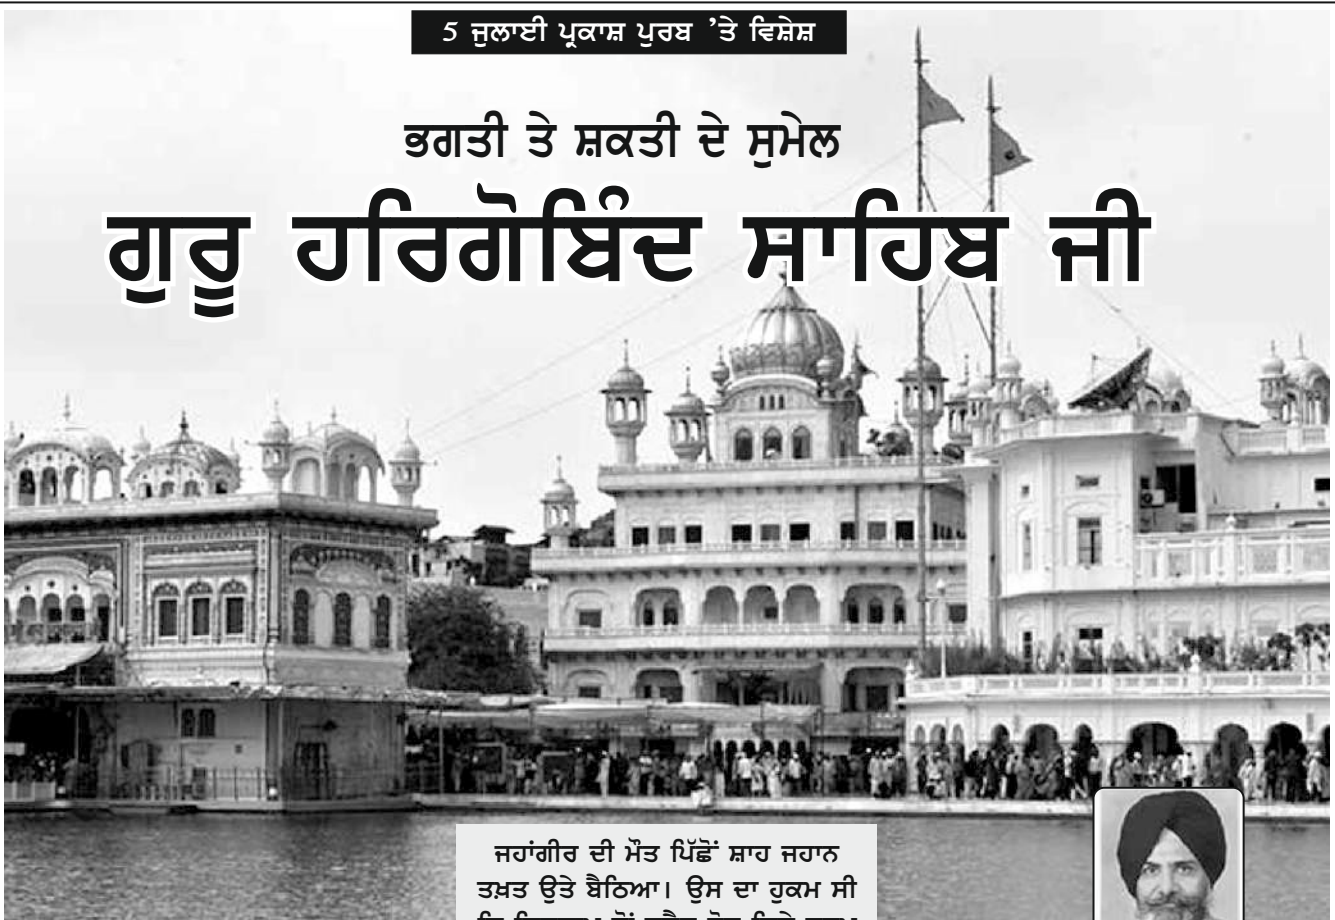 5 ਜੁਲਾਈ ਪ੍ਰਕਾਸ਼ ਪੁਰਬ ’ਤੇ ਵਿਸ਼ੇਸ਼
ਭਗਤੀ ਤੇ ਸ਼ਕਤੀ ਦੇ ਸੁਮੇਲ
ਗੁਰੂ ਹਰਿਗੋਬਿੰਦ ਸਾਹਿਬ ਜੀ
ਜਹਾਂਗੀਰ ਦੀ ਮੌਤ ਪਿੱਛੋਂ ਸ਼ਾਹ ਜਹਾਨ
ਤਖ਼ਤ ਉਤੇ ਬੈਠਿਆ। ਉਸ ਦਾ ਹੁਕਮ ਸੀ